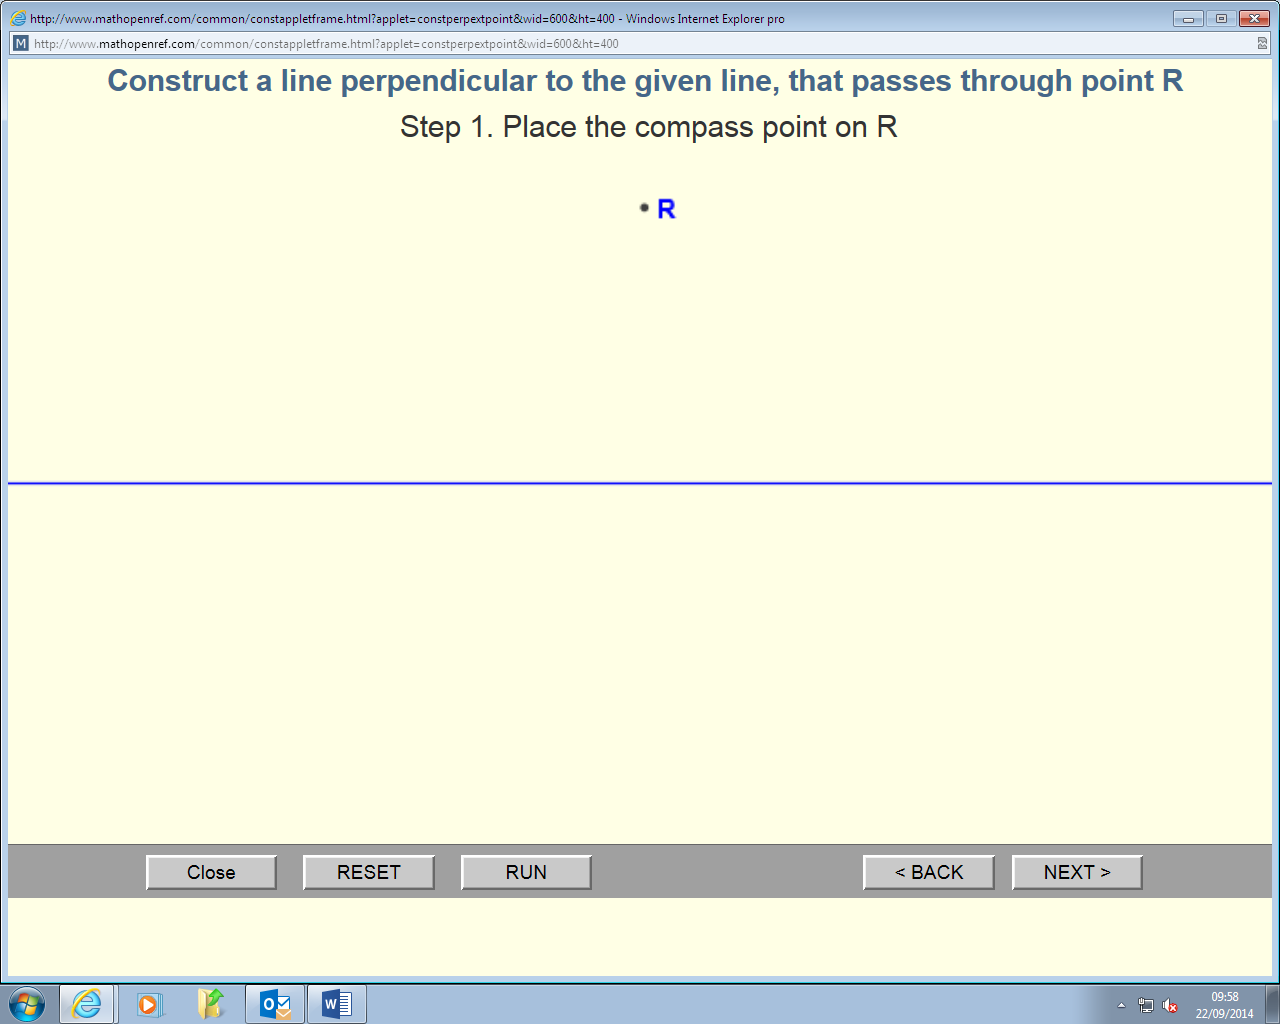 http://www.mathopenref.com/common/constappletframe.html?applet=constperpextpoint&wid=600&ht=400 - Windows Internet Explorer pro
M http://www.mathopenref.com/common/constappletframe.html?applet=constperpextpoint&wid=600&ht=400
Construct a line perpendicular to the given line, that passes through point R
Step 1. Place the compass point on R
R
Close RESET RUN < BACK NEXT >
09:58
22/09/2014